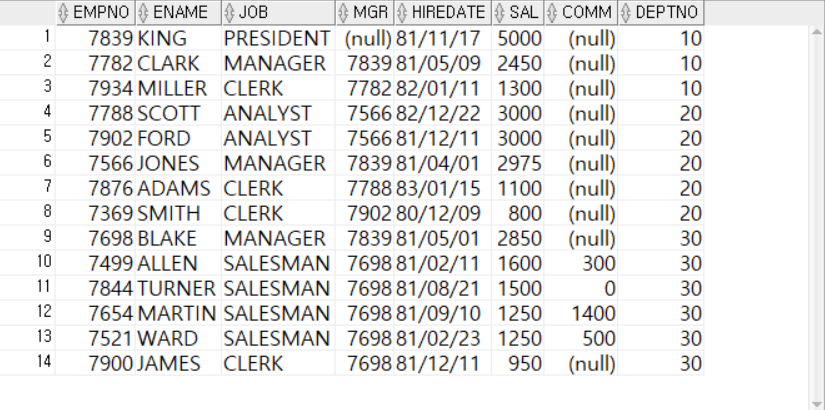 EMPNO ENAME JOB MGR HIREDATE SAL COMM DEPTNO
1 7839 KING PRESIDENT (null) 81/11/17 5000 (null) 10
2 7782 CLARK MANAGER 7839 81/05/09 2450 (null) 10
3 7934 MILLER CLERK 7782 82/01/11 1300 (null) 10
4 7788 SCOTT ANALYST 7566 82/12/22 3000 (null) 20
5 7902 FORD ANALYST 7566 81/12/11 3000 (null) 20
6 7566 JONES MANAGER 7839 81/04/01 2975 (null) 20
7 7876 ADAMS CLERK 7788 83/01/15 1100 (null) 20
8 7369 SMITH CLERK 7902 80/12/09 800 (null) 20
9 7698 BLAKE MANAGER 7839 81/05/01 2850 (null) 30
10 7499 ALLEN SALESMAN 7698 81/02/11 1600 300 30
11 7844 TURNER SALESMAN 7698 81/08/21 1500 0 30
12 7654 MARTIN SALESMAN 7698 81/09/10 1250 1400 30
13 7521 WARD SALESMAN 7698 81/02/23 1250 500 30
14 7900 JAMES CLERK 7698 81/12/11 950 (null) 30